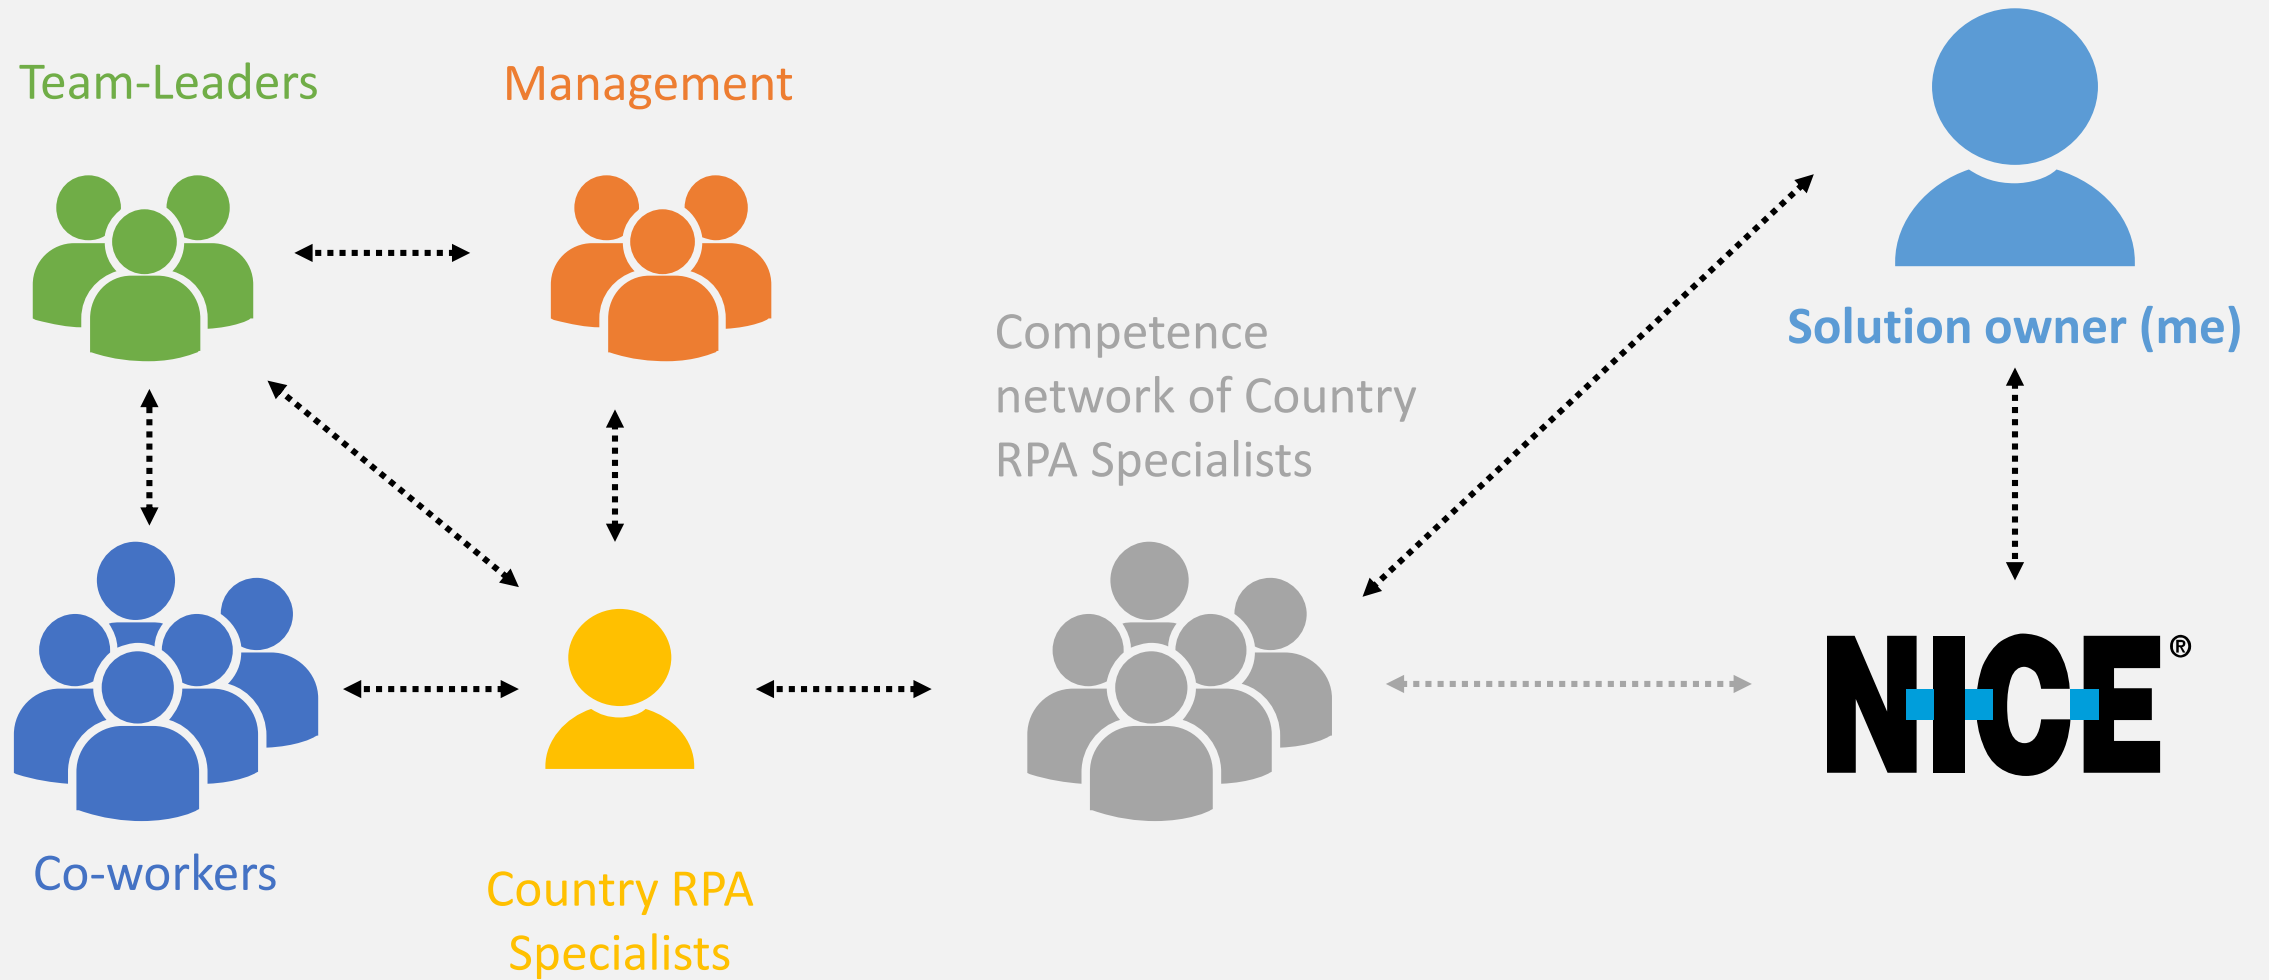 Team-Leaders
Management
Competence
network of Country
RPA Specialists
Solution owner (me)
NICE®
Co-workers
Country RPA
Specialists